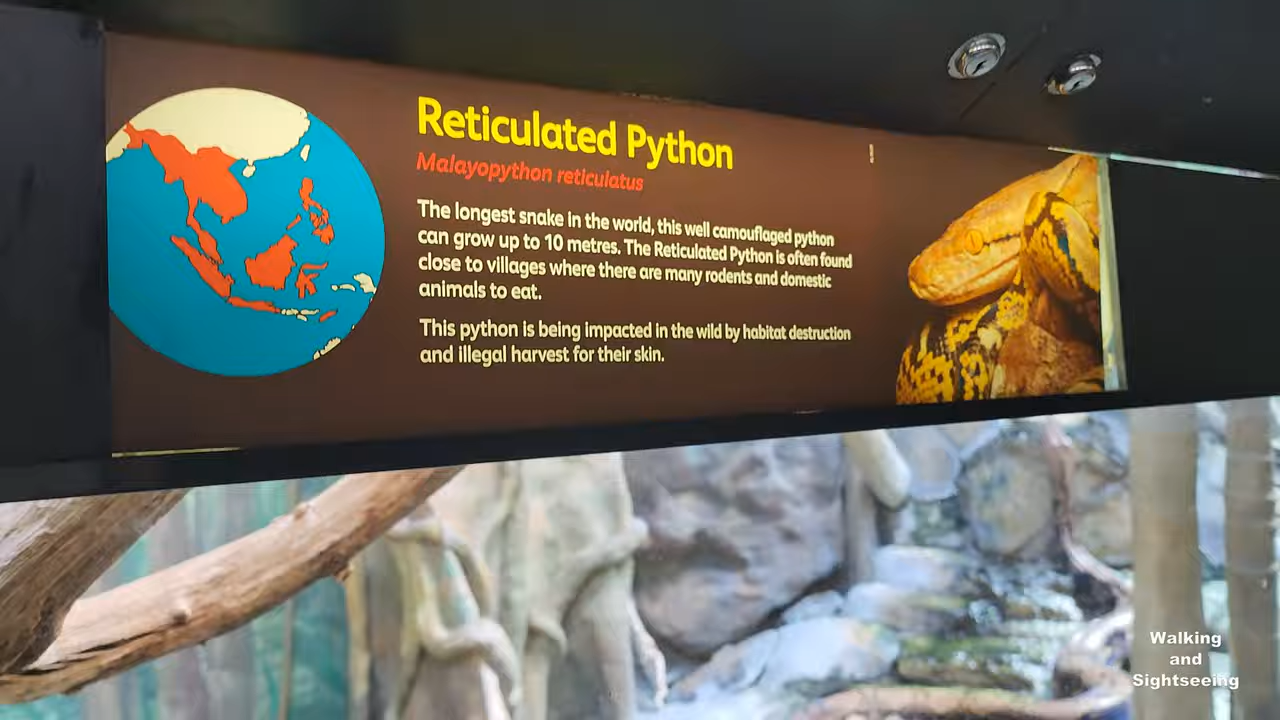 Reticulated Python
Malayopython reticulatus
The longest snake in the world, this well camouflaged python
can grow up to 10 metres. The Reticulated Python is often found
close to villages where there are many rodents and domestic
animals to eat.
This python is being impacted in the wild by habitat destruction
and illegal harvest for their skin.
Walking
and
Sightseeing